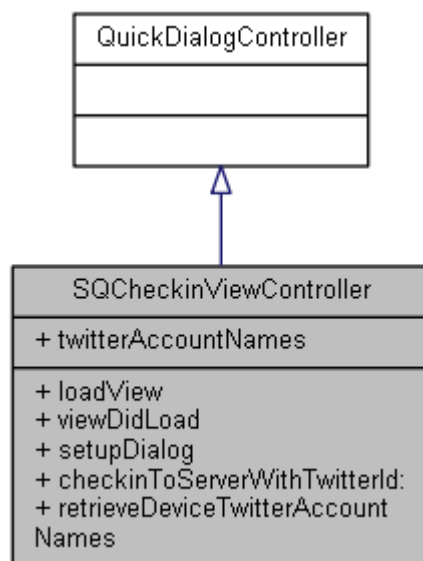 QuickDialogController
SQCheckinViewController
+ twitterAccountNames
+ loadView
+ viewDidLoad
+ setupDialog
+ checkinToServerWithTwitterId:
+ retrieveDeviceTwitterAccount
Names